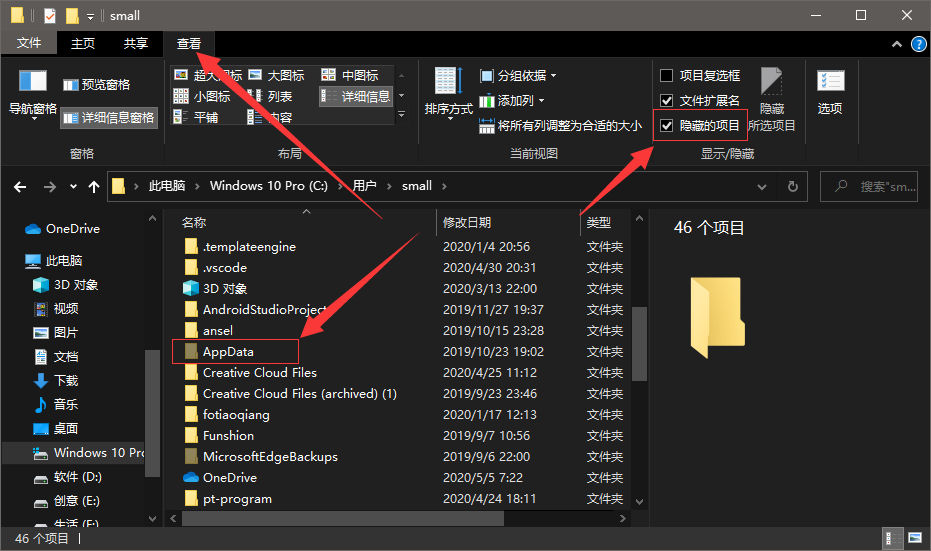 small
文件 主页 共享 查看
导航窗格
预览窗格
详细信息窗格
窗格
超大图标 大图标 中图标
小图标 列表 详细信息
平铺 内容
布局
排序方式
分组依据
添加列
将所有列调整为合适的大小
当前视图
项目复选框
文件扩展名
隐藏的项目
隐藏
所选项目
显示/隐藏
选项
此电脑 Windows 10 Pro (C:) 用户 small
搜索"sm...
OneDrive
此电脑
3D 对象
视频
图片
文档
下载
音乐
桌面
Windows 10 Pro
软件 (D:)
创意 (E:)
生活 (F:)
名称 修改日期 类型
.templateengine 2020/1/4 20:56 文件夹
.vscode 2020/4/30 20:31 文件夹
3D 对象 2020/3/13 22:00 文件夹
AndroidStudioProject 2019/11/27 19:37 文件夹
ansel 2019/10/15 23:28 文件夹
AppData 2019/10/23 19:02 文件夹
Creative Cloud Files 2020/4/25 11:12 文件夹
Creative Cloud Files (archived) (1) 2019/9/23 23:46 文件夹
fotiaoqiang 2020/1/17 12:13 文件夹
Funshion 2019/9/7 10:56 文件夹
MicrosoftEdgeBackups 2019/9/6 22:00 文件夹
OneDrive 2020/5/5 7:22 文件夹
pt-program 2020/4/24 18:11 文件夹
46 个项目
46 个项目